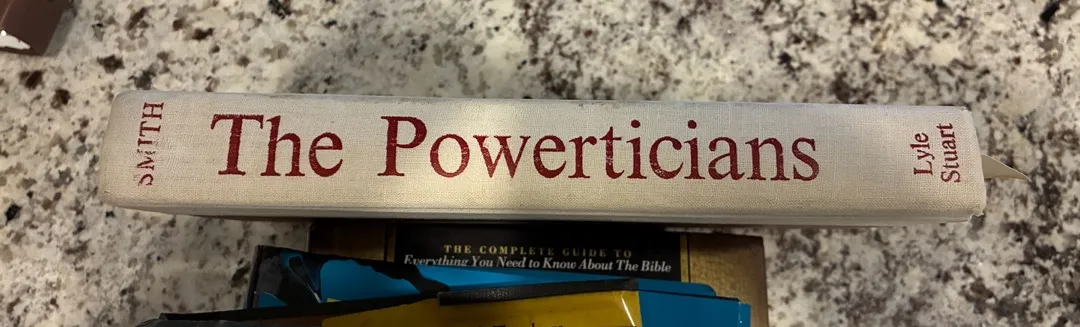 SMITH
The Powerticians
Lyle
Stuart
THE COMPLETE GUIDE TO
Everything You Need to Know About The Bible